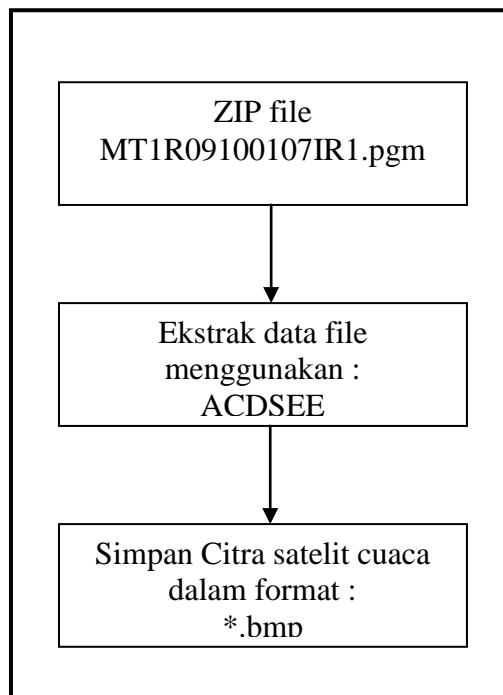 ZIP file
MT1R09100107IR1.pgm
Ekstrak data file
menggunakan :
ACDSEE
Simpan Citra satelit cuaca
dalam format :
*.bmp